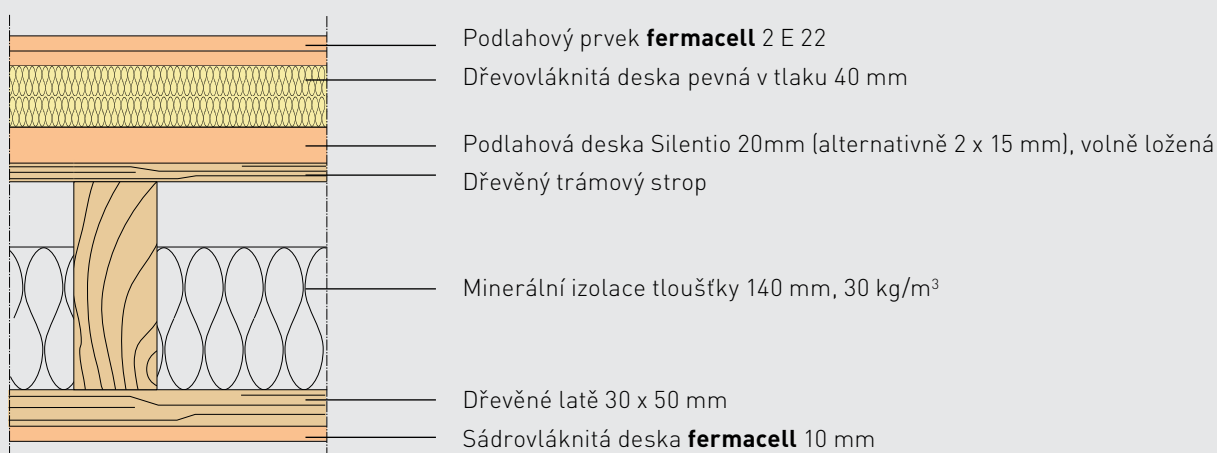 Podlahový prvek fermacell 2 E 22
Dřevovláknitá deska pevná v tlaku 40 mm
Podlahová deska Silentio 20mm (alternativně 2 x 15 mm), volně ložená
Dřevěný trámový strop
Minerální izolace tloušťky 140 mm, 30 kg/m³
Dřevěné latě 30 x 50 mm
Sádrovláknitá deska fermacell 10 mm